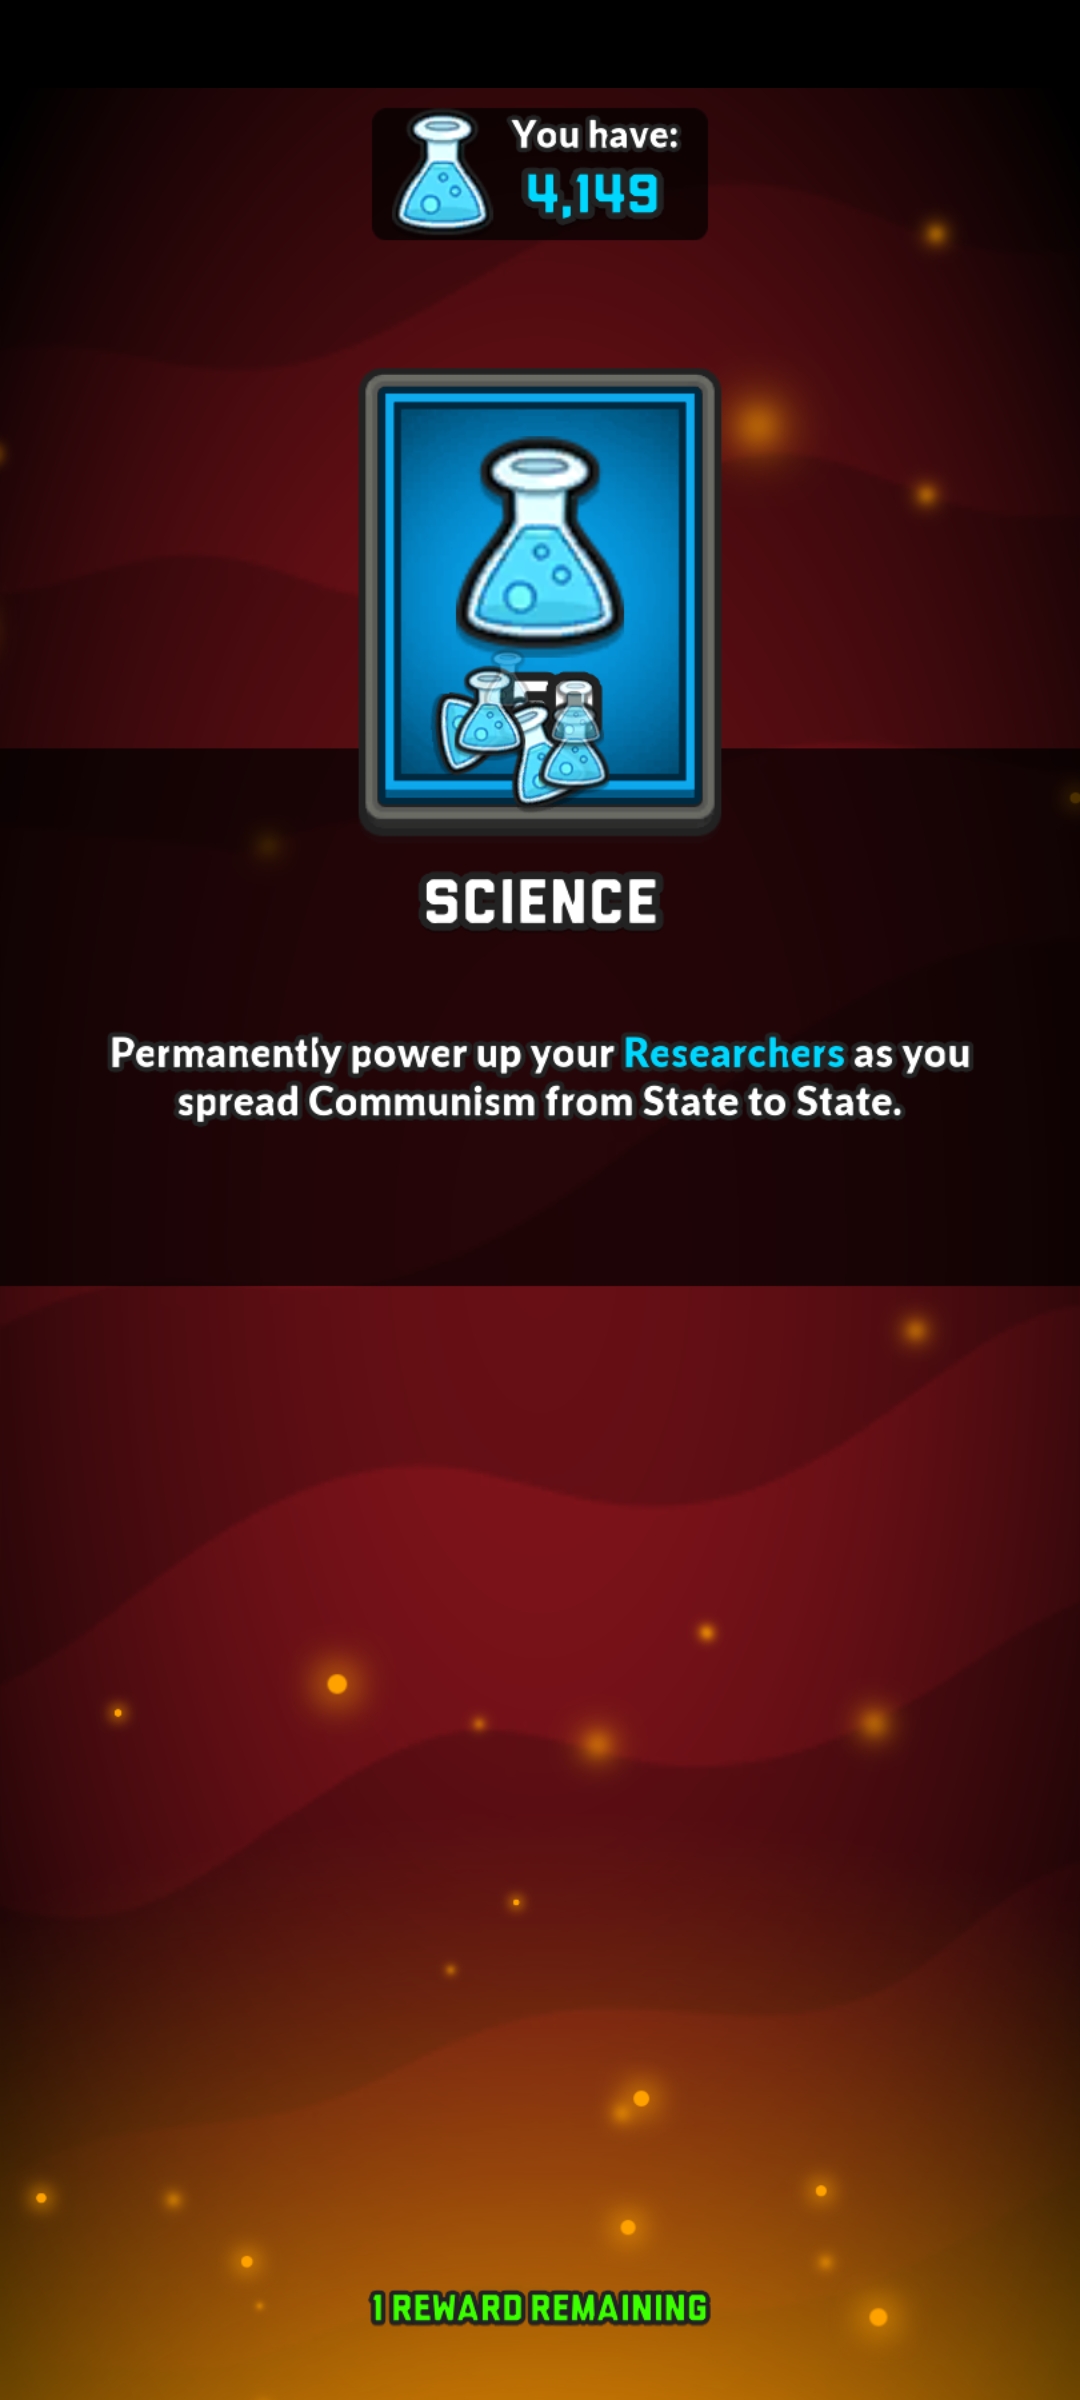 You have:
4,149
SCIENCE
Permanently power up your Researchers as you
spread Communism from State to State.
1 REWARD REMAINING